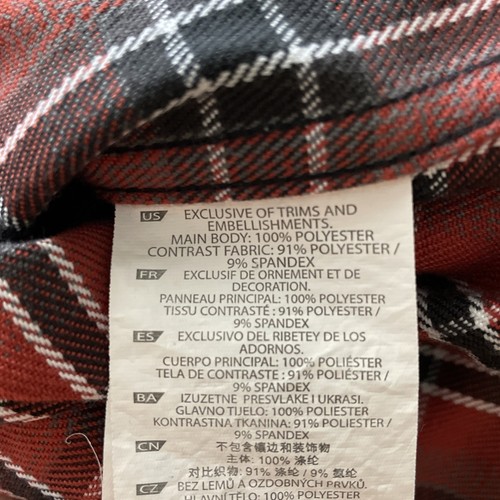 US EXCLUSIVE OF TRIMS AND
EMBELLISHMENTS.
MAIN BODY: 100% POLYESTER
CONTRAST FABRIC: 91% POLYESTER /
9% SPANDEX
FR EXCLUSIF DE ORNEMENT ET DE
DECORATION.
PANNEAU PRINCIPAL: 100% POLYESTER
TISSU CONTRASTÉ : 91% POLYESTER /
9% SPANDEX
ES EXCLUSIVO DEL RIBETEY DE LOS
ADORNOS.
CUERPO PRINCIPAL: 100% POLIÉSTER
TELA DE CONTRASTE : 91% POLIÉSTER /
9% SPANDEX
BA IZUZETNE PRESVLAKE I UKRASI.
GLAVNO TIJELO: 100% POLIESTER
KONTRASTNA TKANINA: 91% POLIESTER /
9% SPANDEX
CN 不包含镶边和装饰物
主体: 100% 涤纶
对比织物: 91% 涤纶 / 9% 氨纶
CZ BEZ LEMŮ A OZDOBNÝCH PRVKŮ.
HLAVNÍ TĚLO: 100% POLYESTER